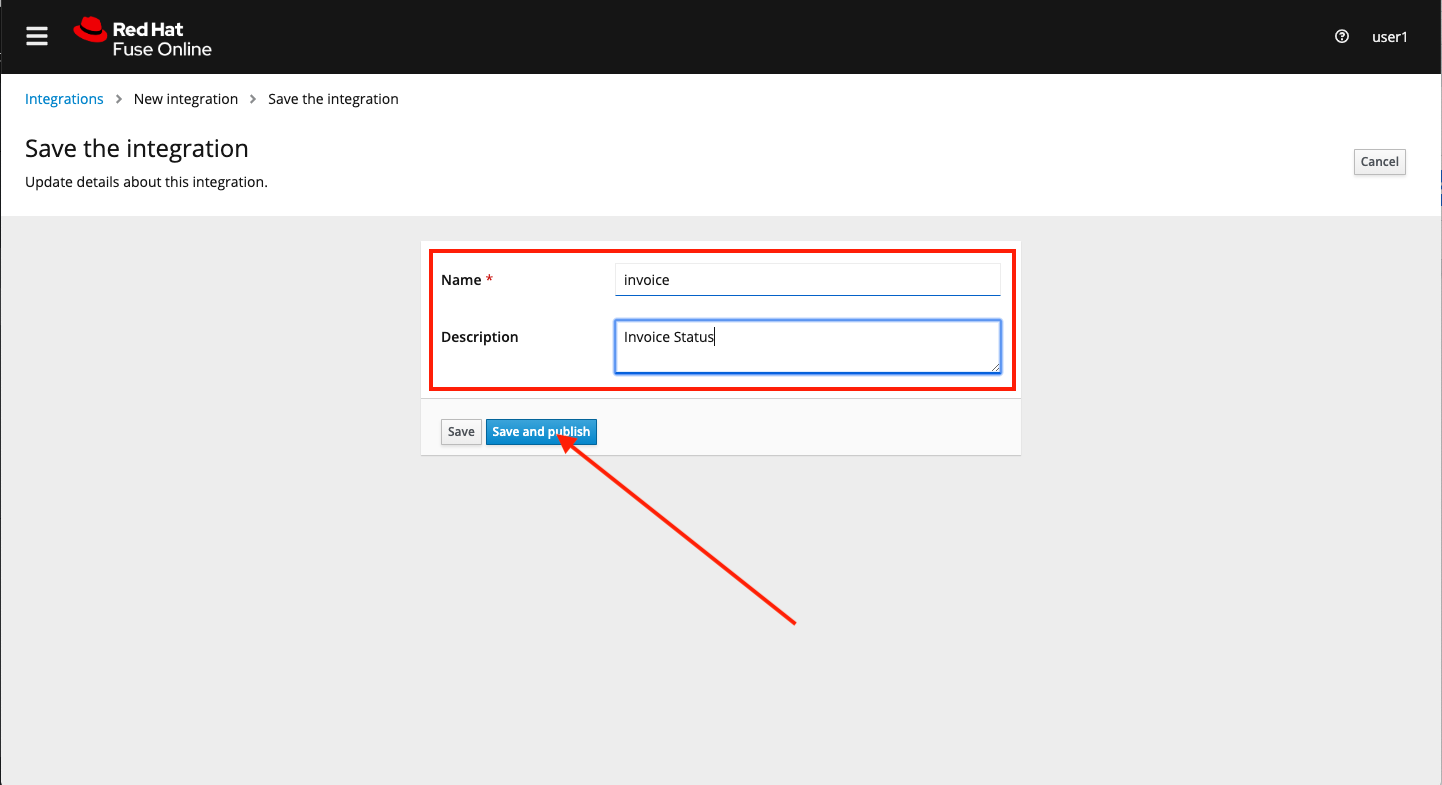 Red Hat
Fuse Online
user1
Integrations > New integration > Save the integration
Save the integration
Update details about this integration.
Cancel
Name * invoice
Description Invoice Status
Save Save and publish